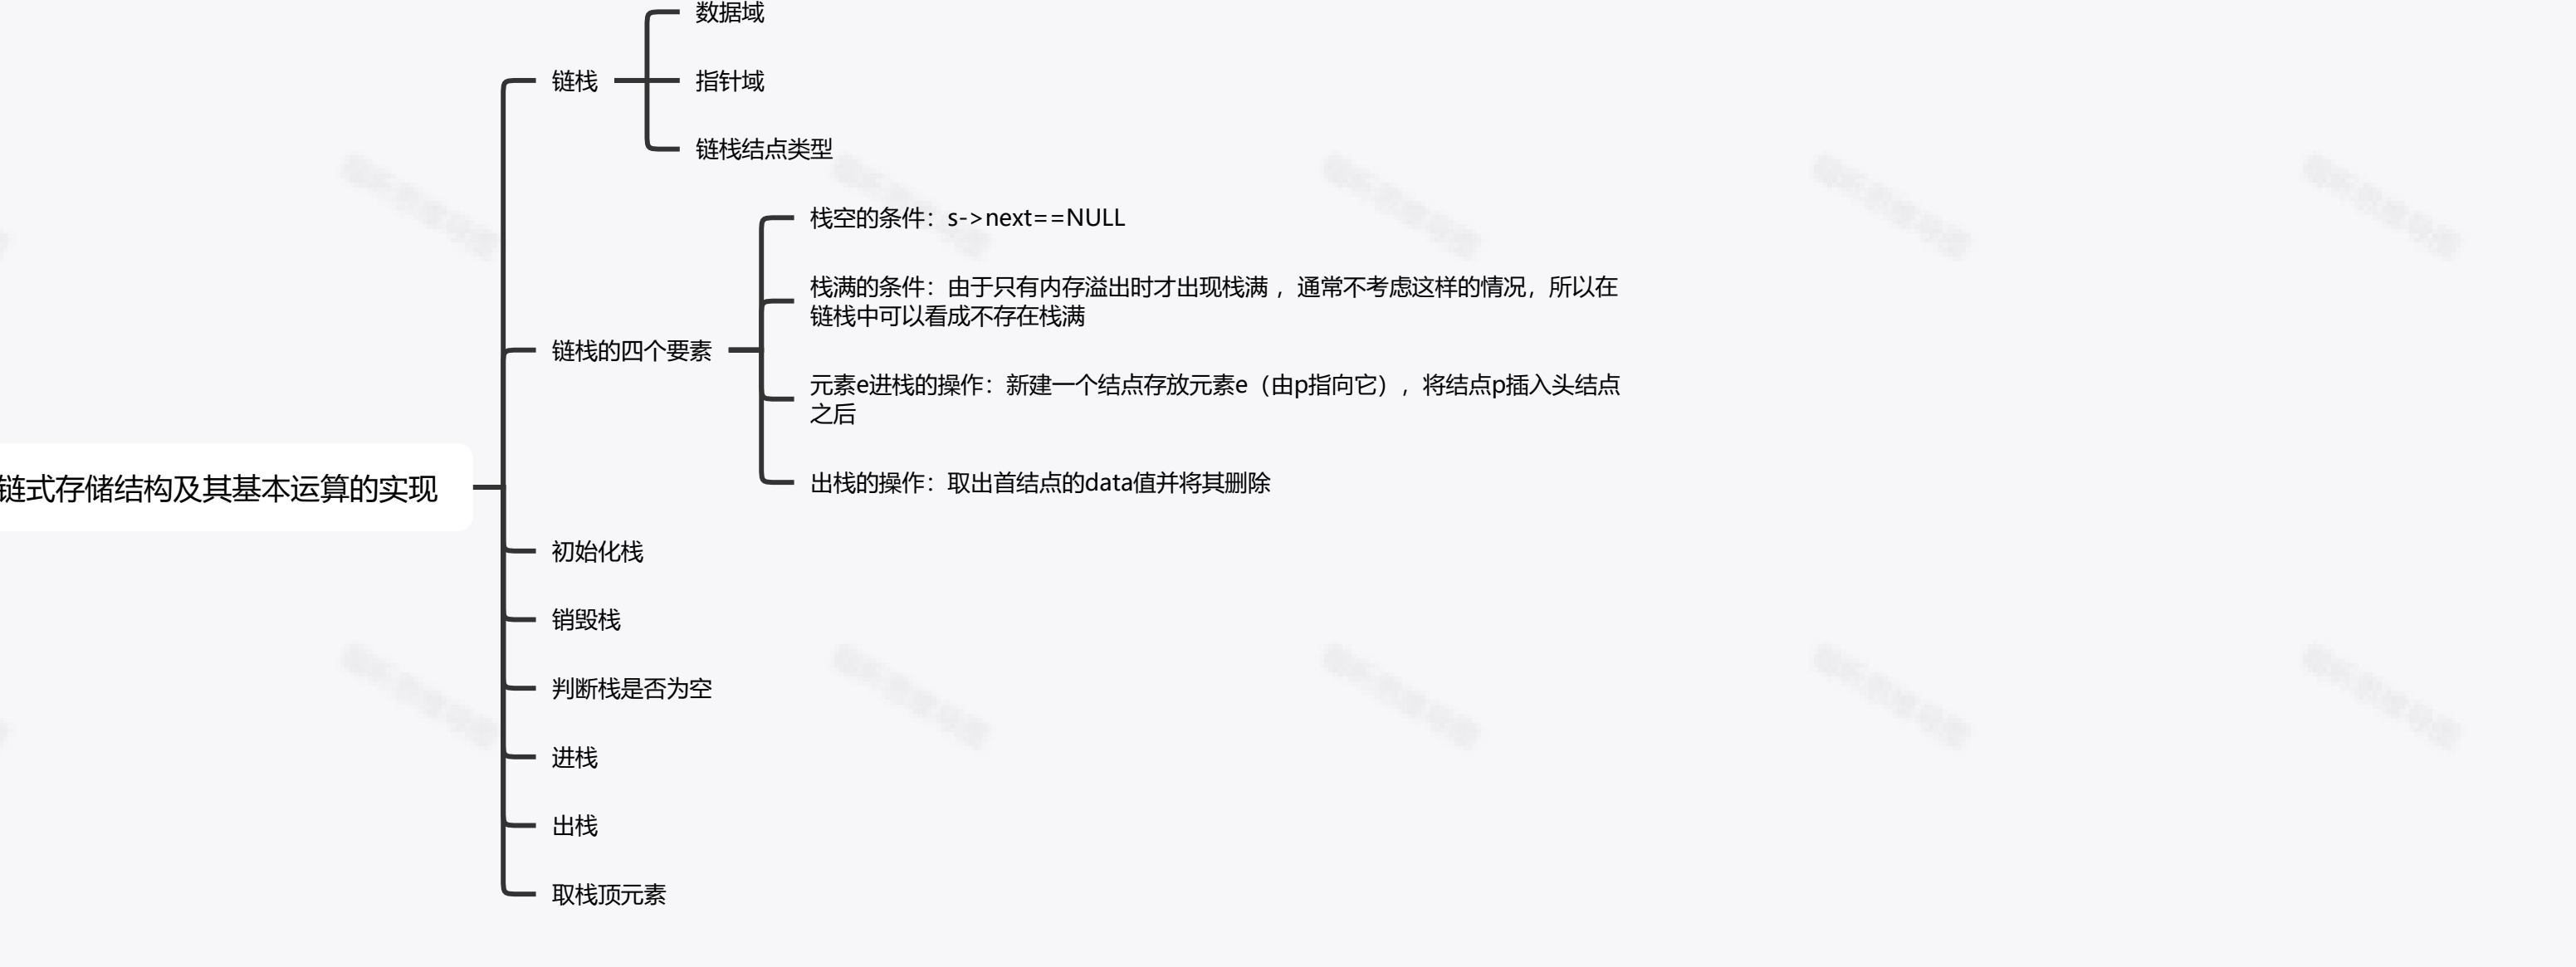 数据域
链栈
指针域
链栈结点类型
栈空的条件：s->next==NULL
栈满的条件：由于只有内存溢出时才出现栈满 ，通常不考虑这样的情况，所以在
链栈中可以看成不存在栈满
链栈的四个要素
元素e进栈的操作：新建一个结点存放元素e（由p指向它），将结点p插入头结点
之后
出栈的操作：取出首结点的data值并将其删除
链式存储结构及其基本运算的实现
初始化栈
销毁栈
判断栈是否为空
进栈
出栈
取栈顶元素